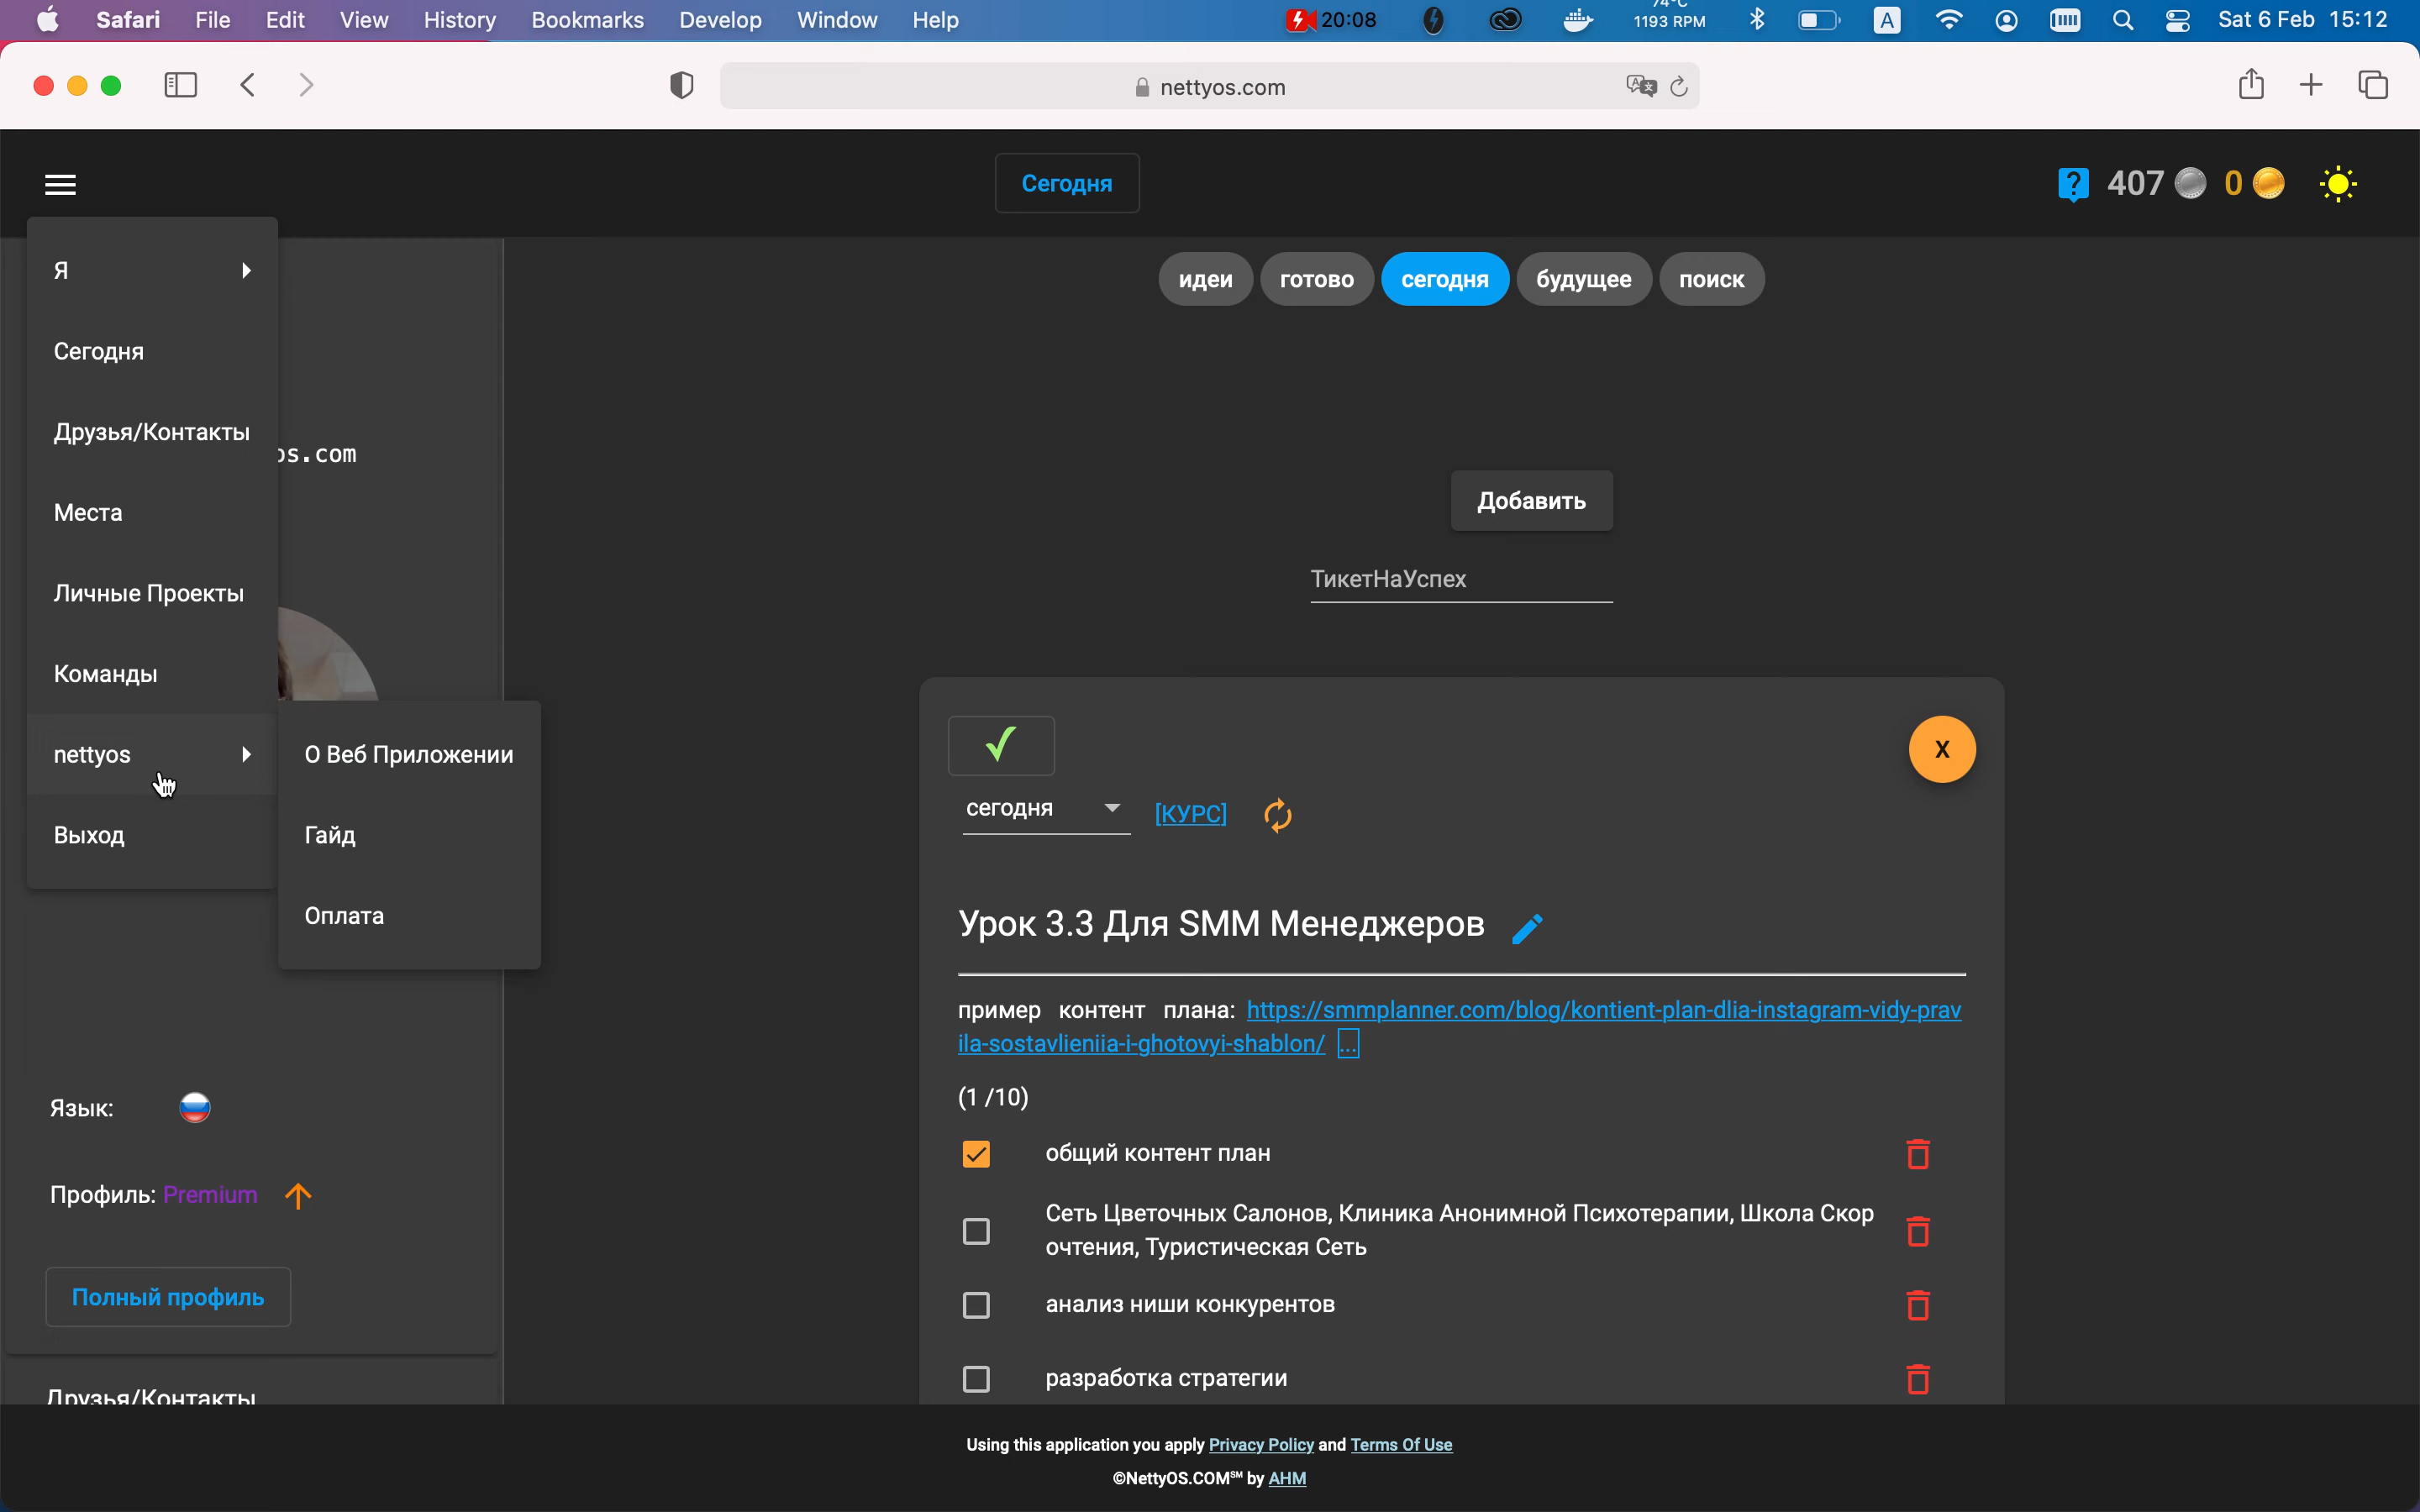 Safari File Edit View History Bookmarks Develop Window Help 20:08 74°C 1193 RPM A Sat 6 Feb 15:12
nettyos.com
Сегодня
? 407 0
Я
Сегодня
Друзья/Контакты
Места
Личные Проекты
Команды
nettyos
Выход
О Веб Приложении
Гайд
Оплата
os.com
Язык:
Профиль: Premium
Полный профиль
Друзья/Контакты
идеи готово сегодня будущее поиск
Добавить
ТикетНаУспех
X
сегодня [КУРС]
Урок 3.3 Для SMM Менеджеров
пример контент плана: https://smmplanner.com/blog/kontient-plan-dlia-instagram-vidy-prav
ila-sostavlieniia-i-ghotovyi-shablon/ ...
(1 /10)
общий контент план
Сеть Цветочных Салонов, Клиника Анонимной Психотерапии, Школа Скор
очтения, Туристическая Сеть
анализ ниши конкурентов
разработка стратегии
Using this application you apply Privacy Policy and Terms Of Use
©NettyOS.COM℠ by AHM